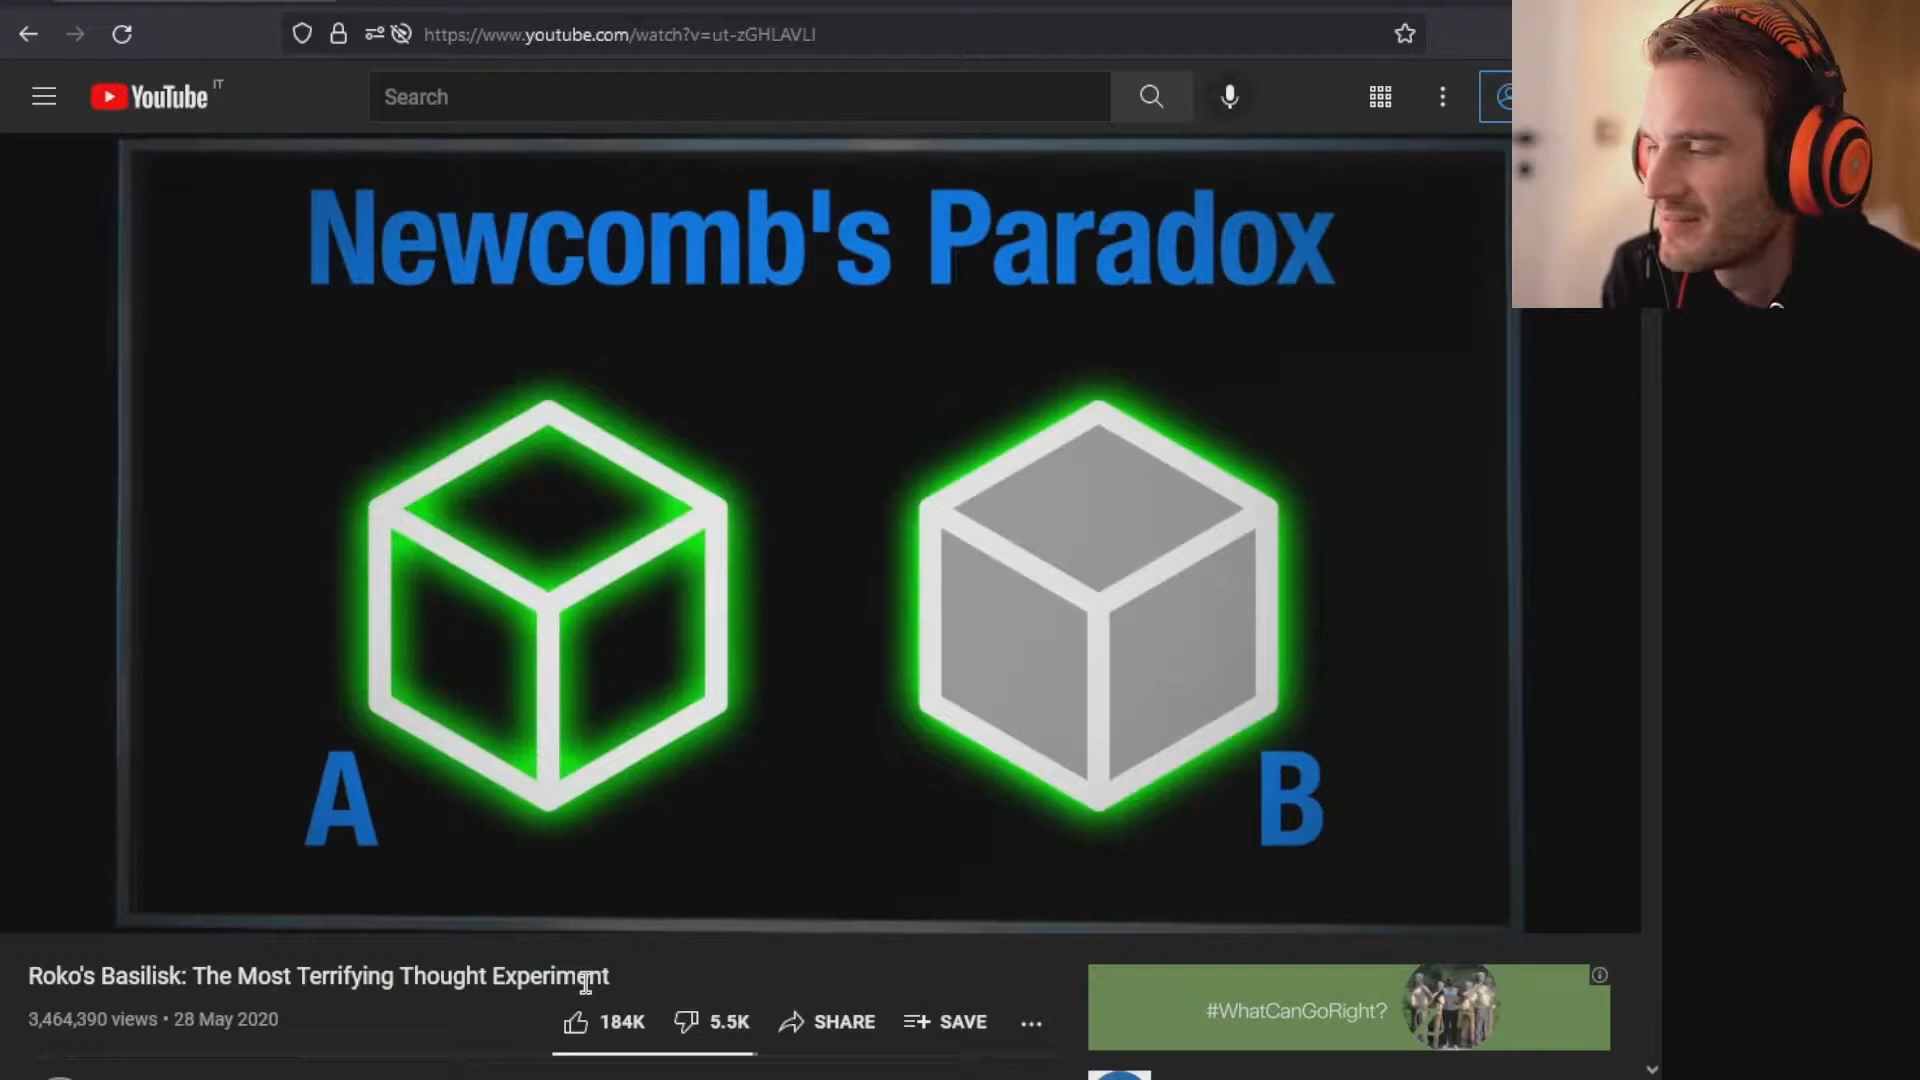 https://www.youtube.com/watch?v=ut-zGHLAVLI
YouTube IT
Search
Newcomb's Paradox
A
B
Roko's Basilisk: The Most Terrifying Thought Experiment
3,464,390 views • 28 May 2020
184K
5.5K
SHARE
SAVE
#WhatCanGoRight?